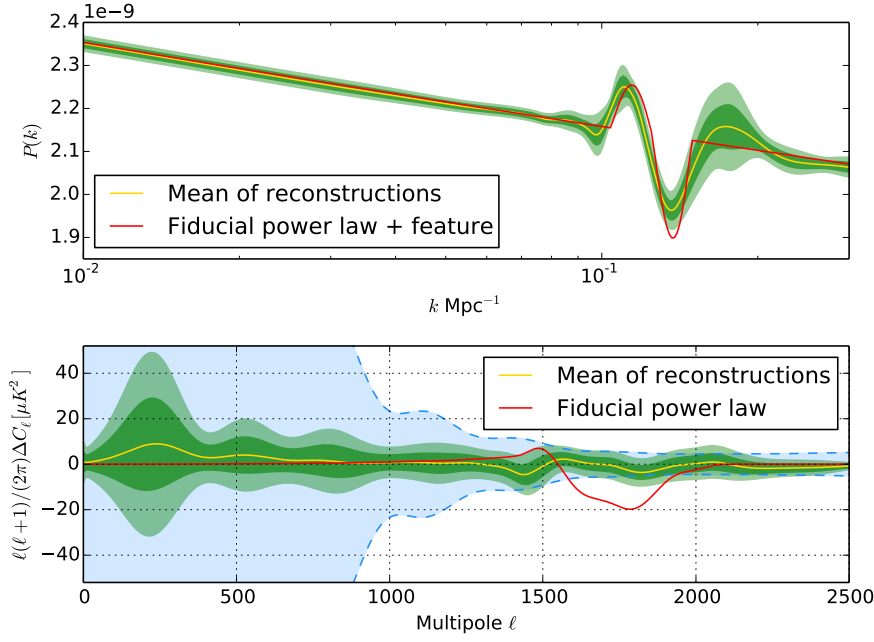 1e−9
2.4
2.3
2.2
2.1
2.0
1.9
P(k)
Mean of reconstructions
Fiducial power law + feature
10⁻² 10⁻¹
k Mpc⁻¹
40
20
0
−20
−40
ℓ(ℓ+1)/(2π)ΔC_ℓ[μK²]
Mean of reconstructions
Fiducial power law
0 500 1000 1500 2000 2500
Multipole ℓ